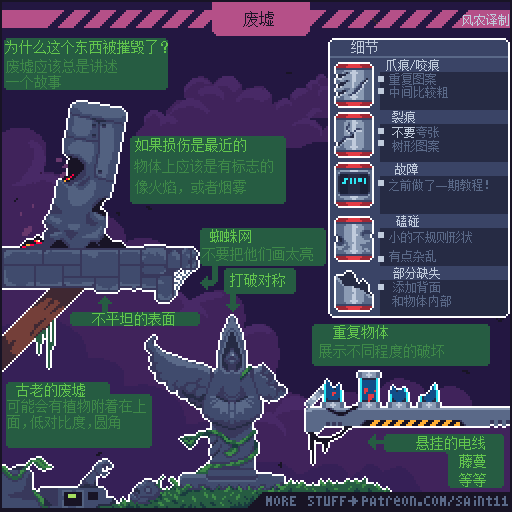 废墟
风农译制
为什么这个东西被摧毁了？
废墟应该总是讲述
一个故事
细节
爪痕/咬痕
重复图案
中间比较粗
裂痕
不要夸张
树形图案
故障
之前做了一期教程！
磕碰
小的不规则形状
有点杂乱
部分缺失
添加背面
和物体内部
如果损伤是最近的
物体上应该是有标志的
像火焰，或者烟雾
蜘蛛网
不要把他们画太亮
打破对称
不平坦的表面
重复物体
展示不同程度的破坏
古老的废墟
可能会有植物附着在上
面，低对比度，圆角
悬挂的电线
藤蔓
等等
MORE STUFF→PATREON.COM/SAINT11